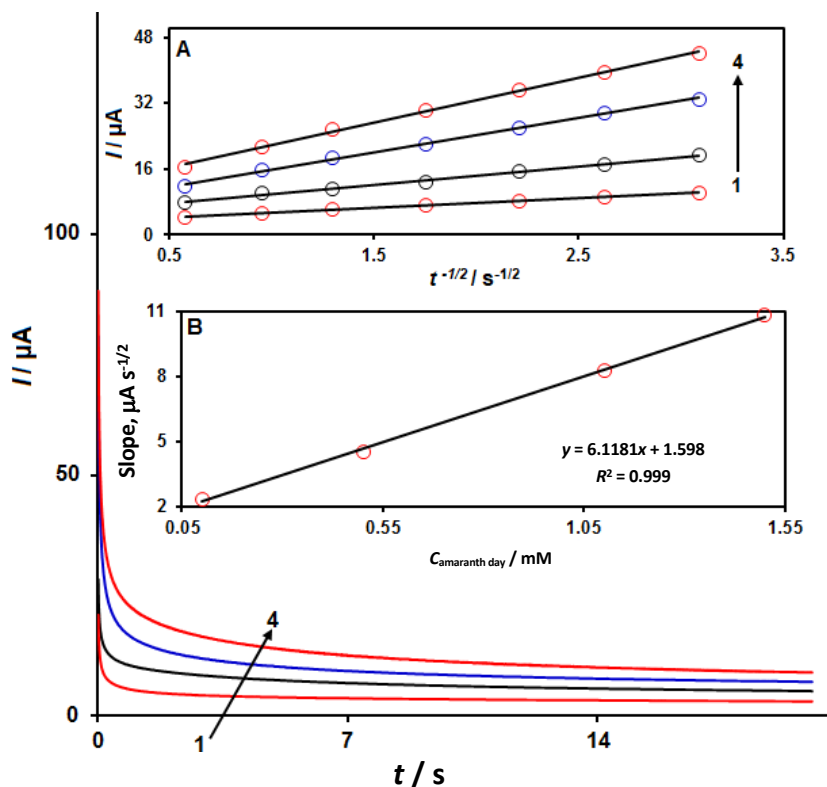 A
48
32
16
0
I / µA
0.5
1.5
2.5
3.5
t -1/2 / s-1/2
4
1
100
50
0
I / µA
B
11
8
5
2
Slope, µA s-1/2
y = 6.1181x + 1.598
R2 = 0.999
0.05
0.55
1.05
1.55
Camaranth day / mM
4
1
0
7
14
t / s